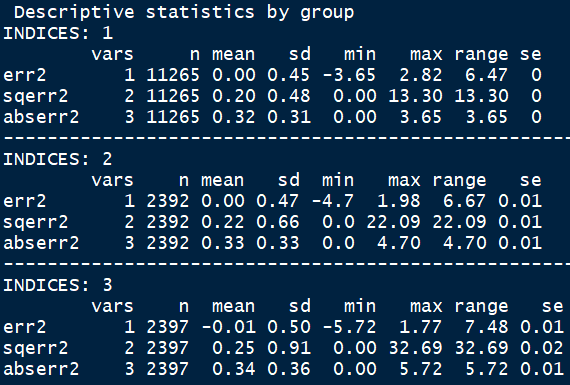 Descriptive statistics by group
INDICES: 1
vars n mean sd min max range se
err2 1 11265 0.00 0.45 -3.65 2.82 6.47 0
sqerr2 2 11265 0.20 0.48 0.00 13.30 13.30 0
abserr2 3 11265 0.32 0.31 0.00 3.65 3.65 0
------------------------------------------------------
INDICES: 2
vars n mean sd min max range se
err2 1 2392 0.00 0.47 -4.7 1.98 6.67 0.01
sqerr2 2 2392 0.22 0.66 0.0 22.09 22.09 0.01
abserr2 3 2392 0.33 0.33 0.0 4.70 4.70 0.01
------------------------------------------------------
INDICES: 3
vars n mean sd min max range se
err2 1 2397 -0.01 0.50 -5.72 1.77 7.48 0.01
sqerr2 2 2397 0.25 0.91 0.00 32.69 32.69 0.02
abserr2 3 2397 0.34 0.36 0.00 5.72 5.72 0.01